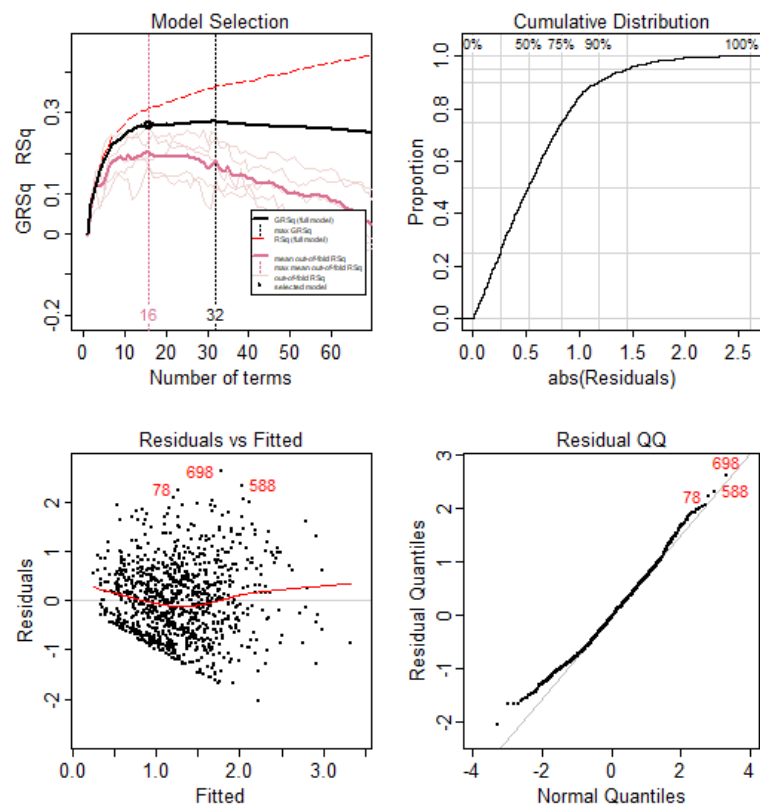 Model Selection
GRSq RSq
-0.2
0
0.1
0.3
GRSq (full model)
max GRSq
RSq (full model)
mean out-of-fold RSq
max mean out-of-fold RSq
out-of-fold RSq
selected model
16
32
0 10 20 30 40 50 60
Number of terms
Cumulative Distribution
0% 50% 75% 90% 100%
Proportion
0.0 0.2 0.4 0.6 0.8 1.0
0.0 0.5 1.0 1.5 2.0 2.5
abs(Residuals)
Residuals vs Fitted
698
78
588
Residuals
-2 -1 0 1 2
0.0 1.0 2.0 3.0
Fitted
Residual QQ
698
78 588
Residual Quantiles
-2 -1 0 1 2 3
-4 -2 0 2 4
Normal Quantiles